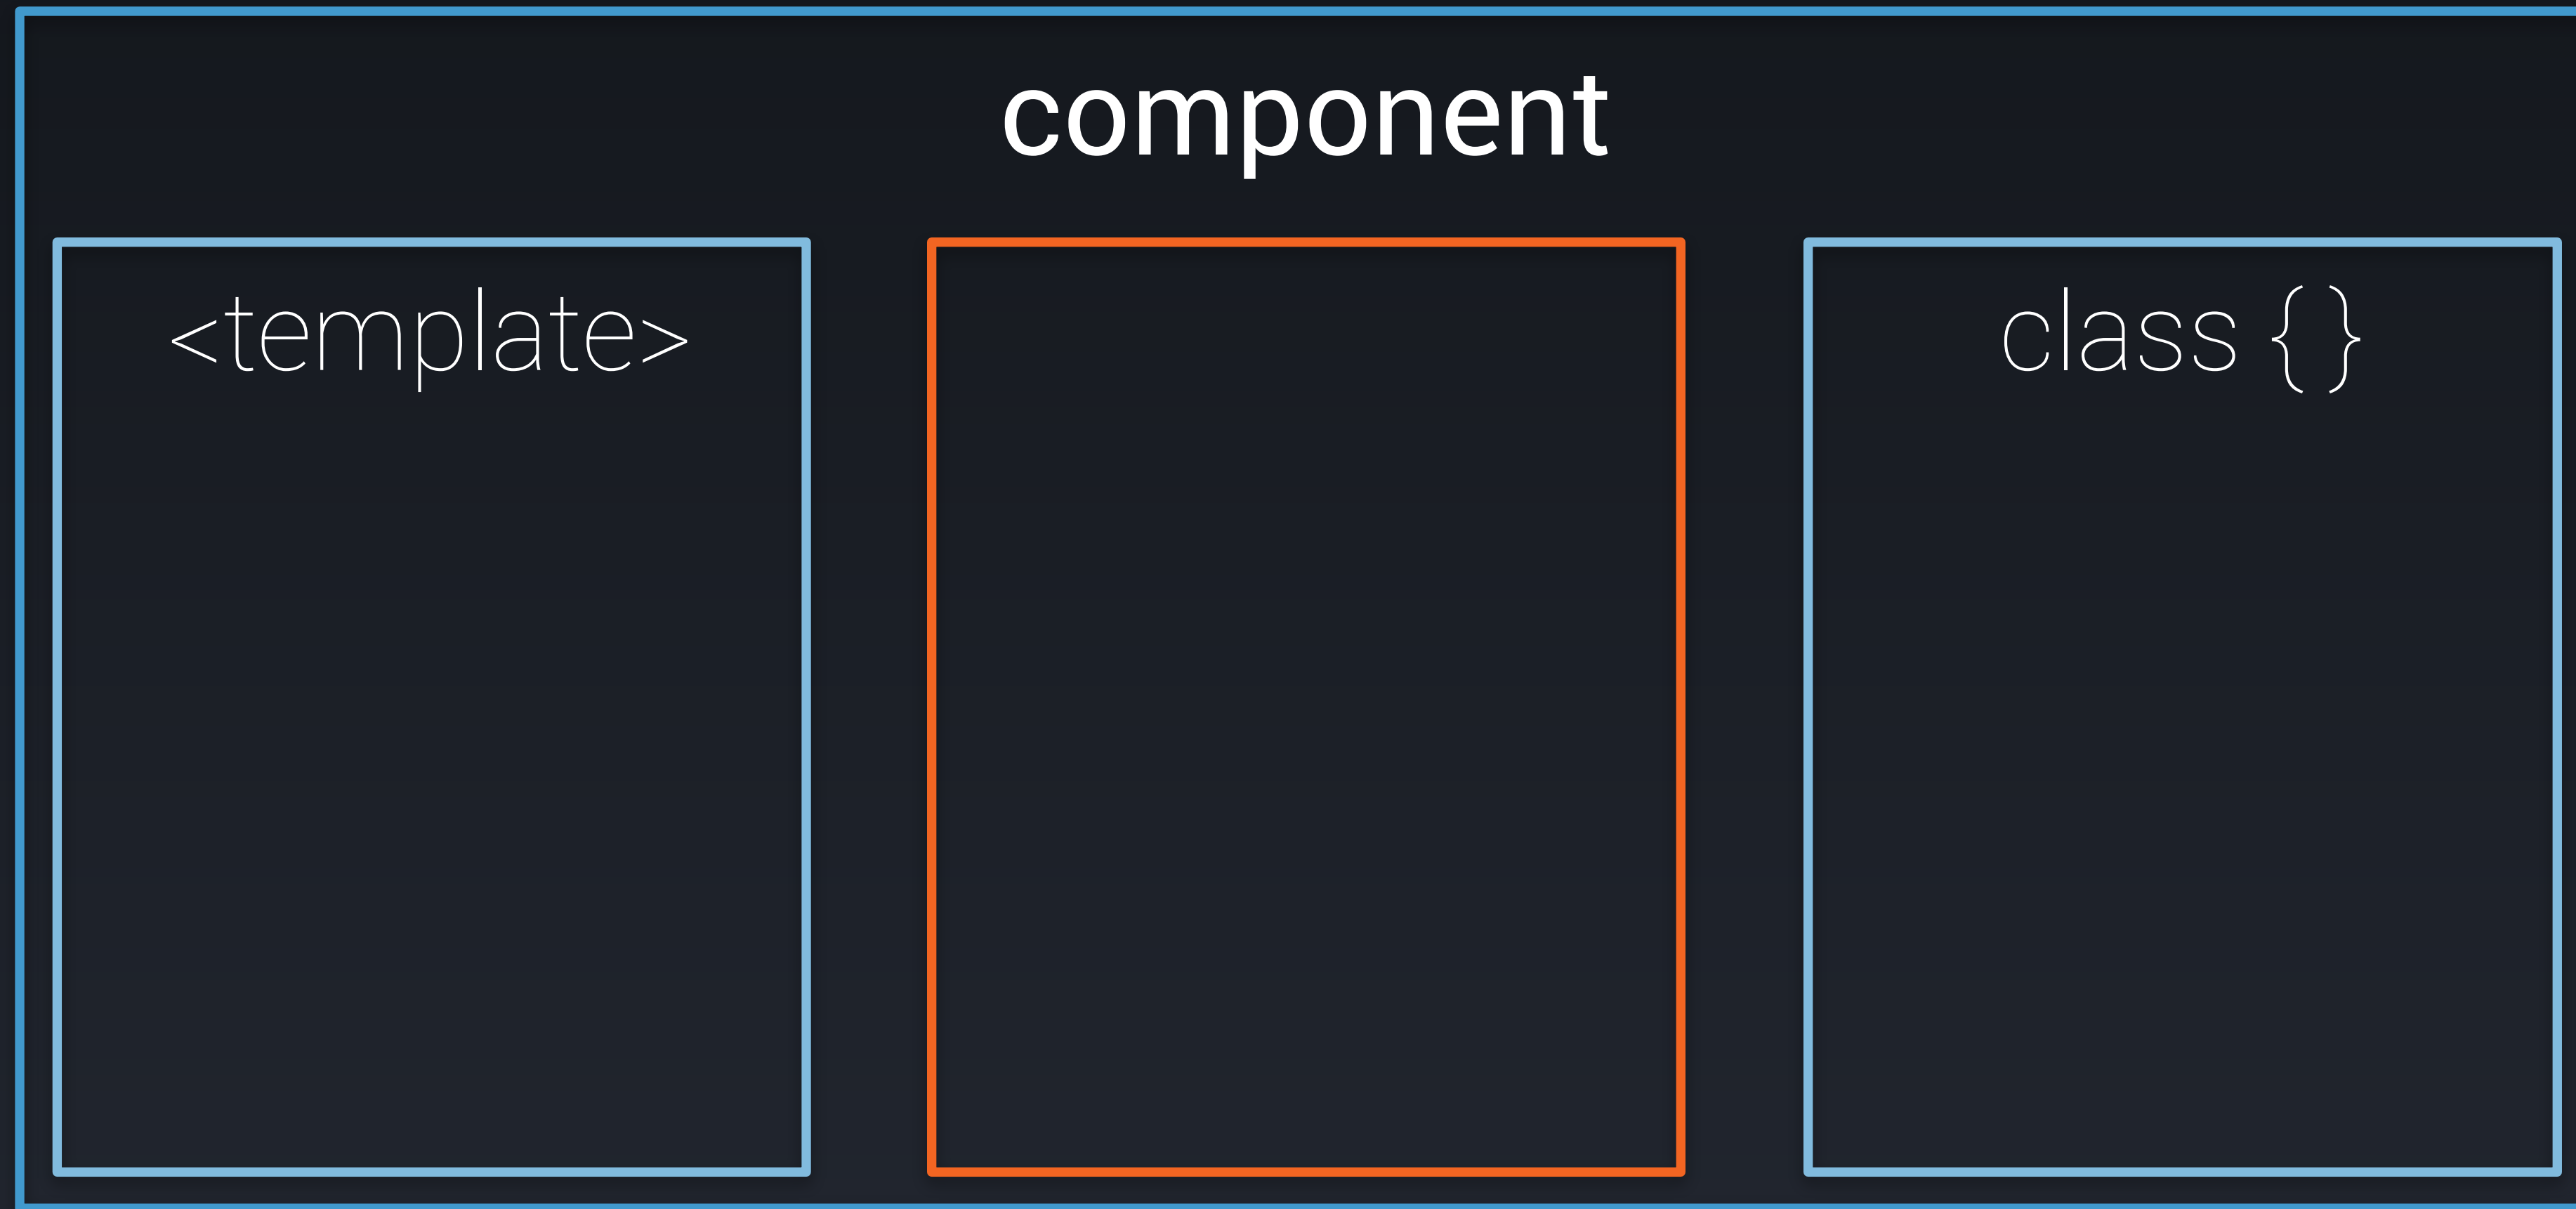 component
<template>
class { }